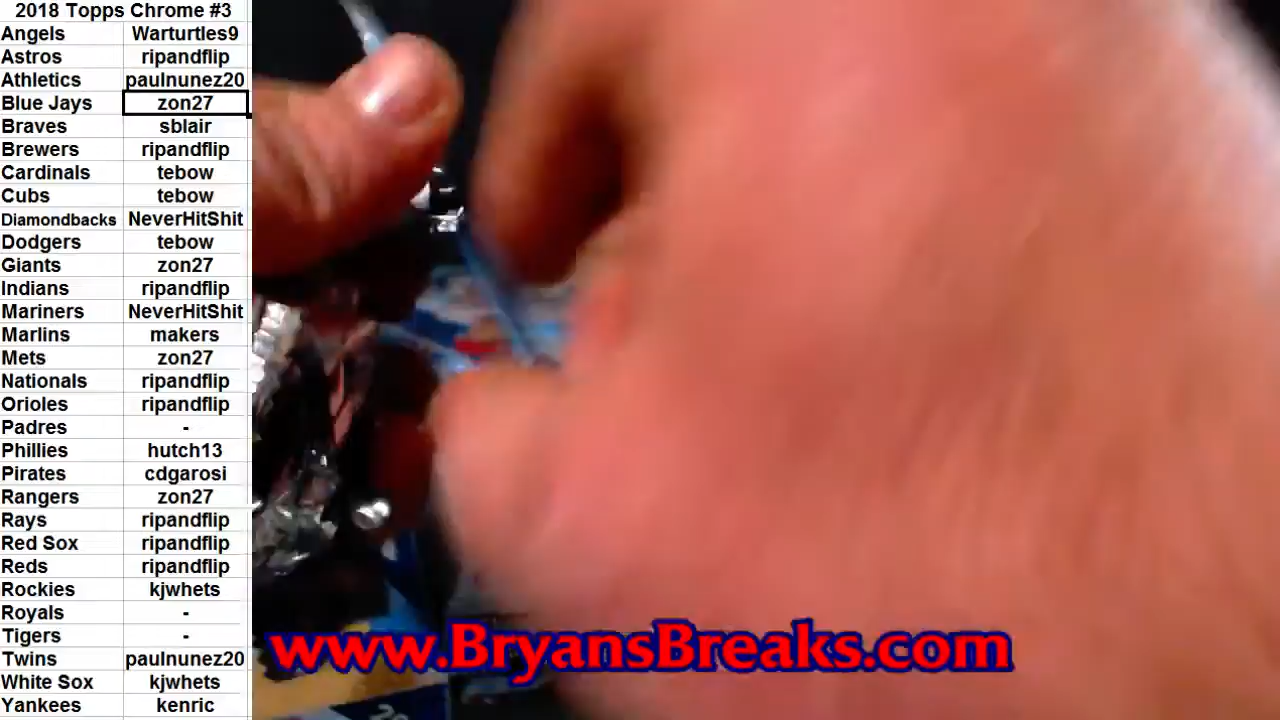 2018 Topps Chrome #3
Angels Warturtles9
Astros ripandflip
Athletics paulnunez20
Blue Jays zon27
Braves sblair
Brewers ripandflip
Cardinals tebow
Cubs tebow
Diamondbacks NeverHitShit
Dodgers tebow
Giants zon27
Indians ripandflip
Mariners NeverHitShit
Marlins makers
Mets zon27
Nationals ripandflip
Orioles ripandflip
Padres -
Phillies hutch13
Pirates cdgarosi
Rangers zon27
Rays ripandflip
Red Sox ripandflip
Reds ripandflip
Rockies kjwhets
Royals -
Tigers -
Twins paulnunez20
White Sox kjwhets
Yankees kenric
www.BryansBreaks.com